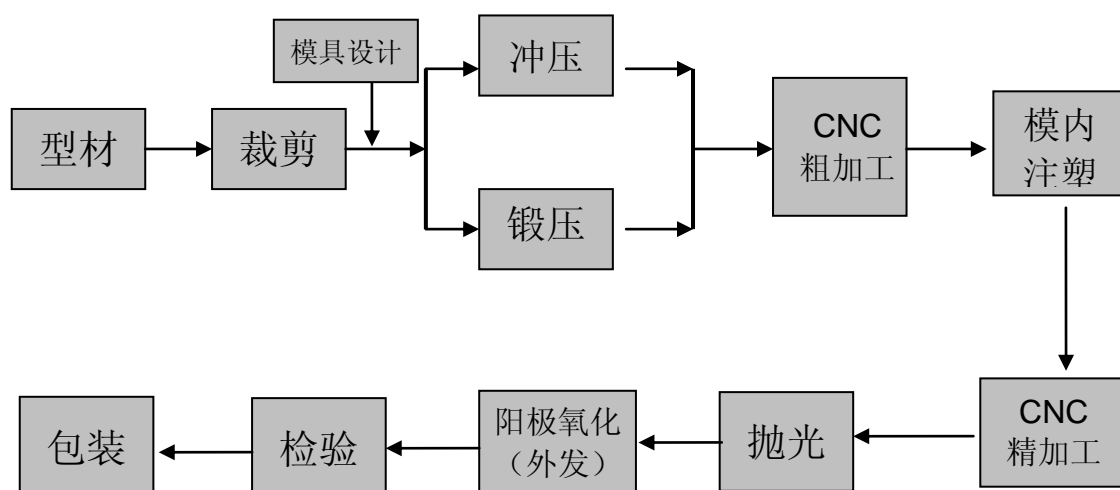 模具设计
冲压
型材
裁剪
锻压
CNC
粗加工
模内
注塑
CNC
精加工
抛光
阳极氧化
（外发）
检验
包装